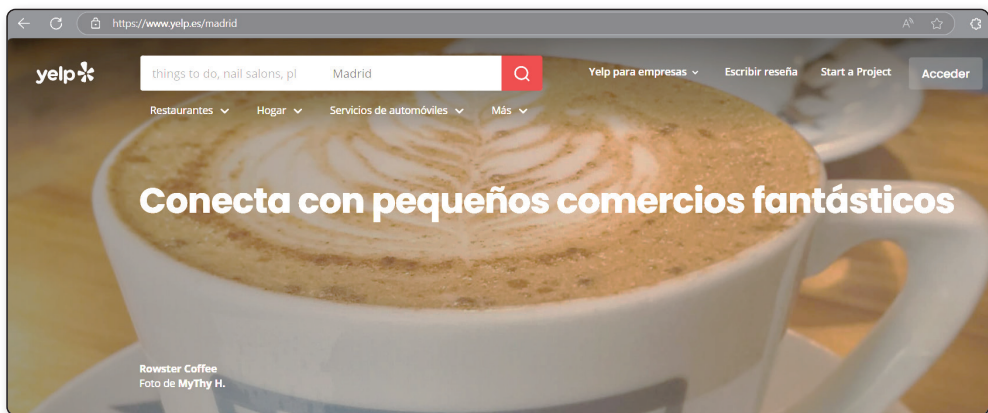 https://www.yelp.es/madrid
yelp
things to do, nail salons, pl Madrid
Yelp para empresas Escribir reseña Start a Project Acceder
Restaurantes Hogar Servicios de automóviles Más
Conecta con pequeños comercios fantásticos
Rowster Coffee
Foto de MyThy H.